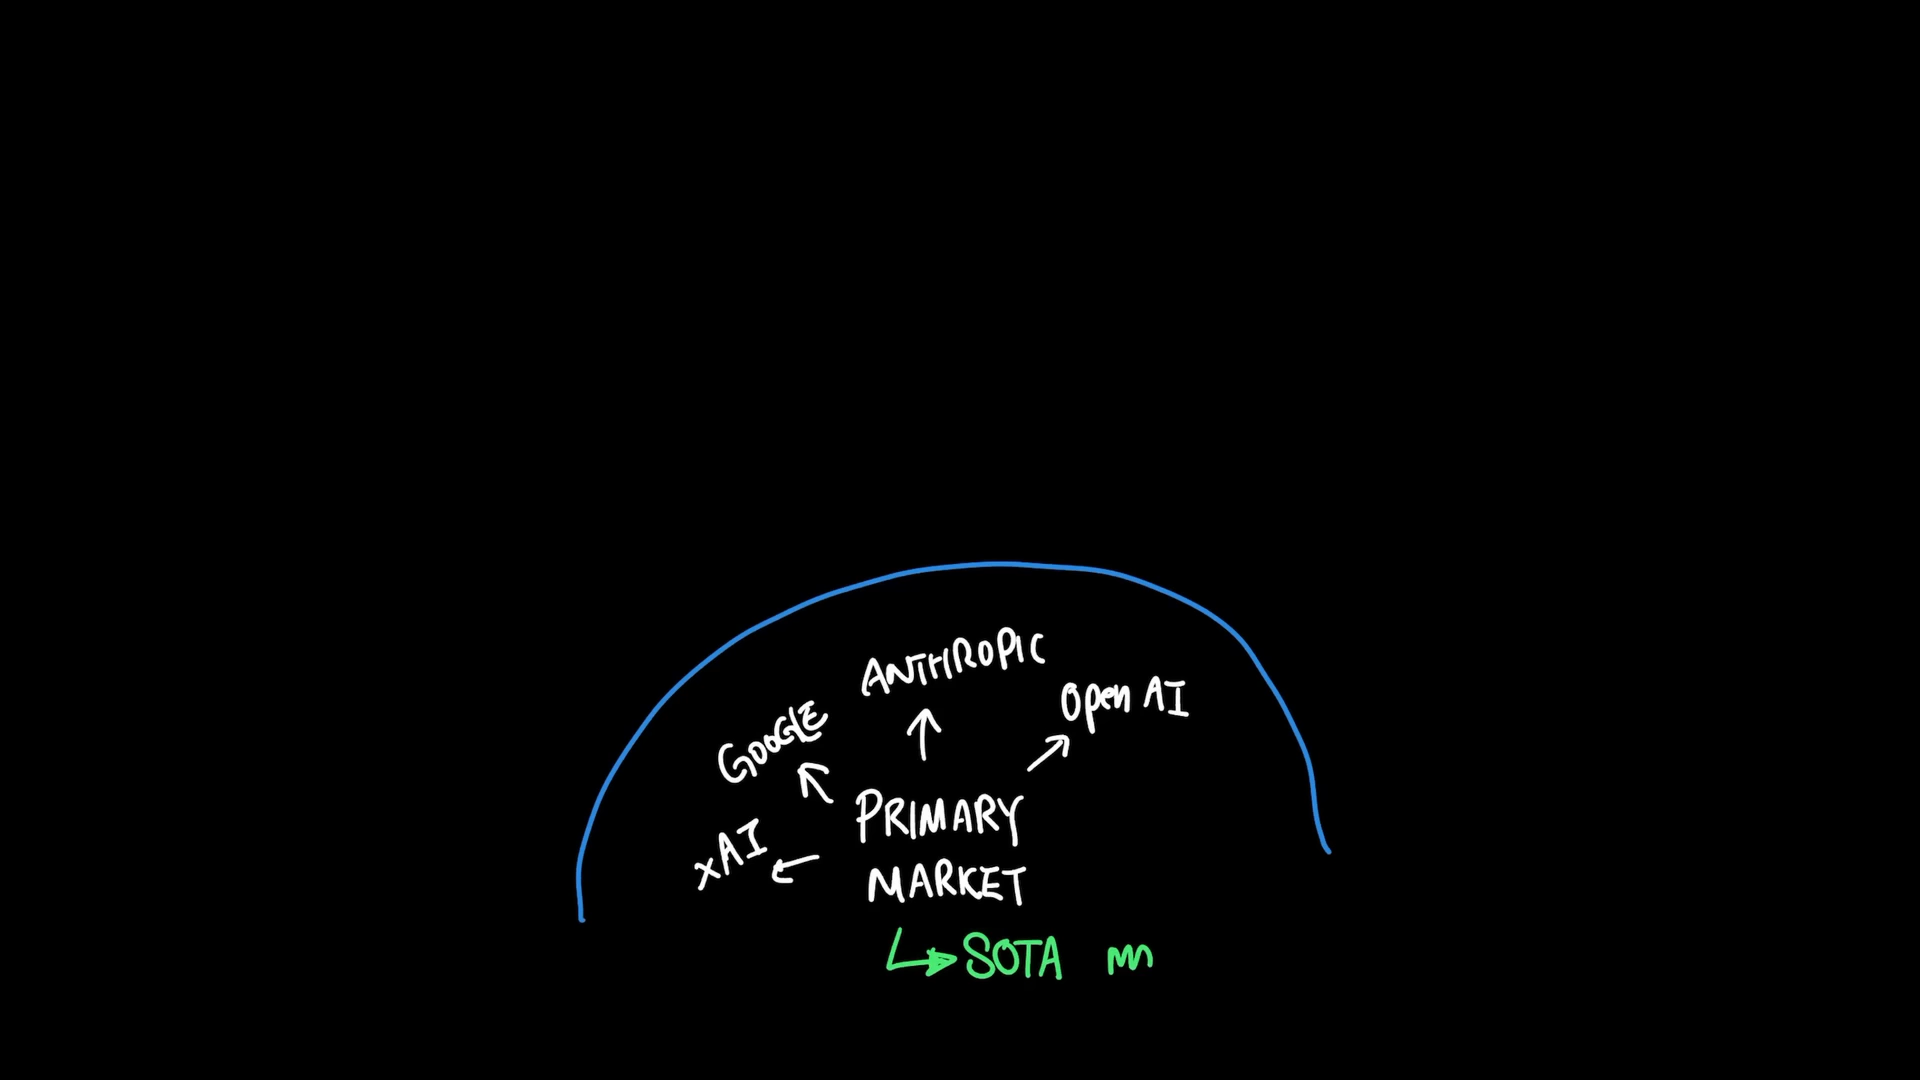 ANTHROPIC
Open AI
GOOGLE
xAI
PRIMARY
MARKET
SOTA